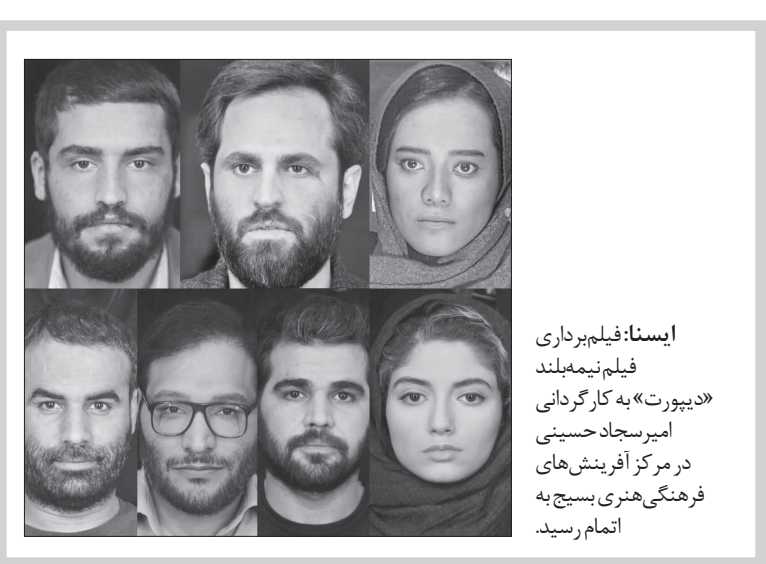 ایسنا: فیلم‌برداری
فیلم نیمه‌بلند
«دیپورت» به کارگردانی
امیرسجاد حسینی
در مرکز آفرینش‌های
فرهنگی‌هنری بسیج به
اتمام رسید.